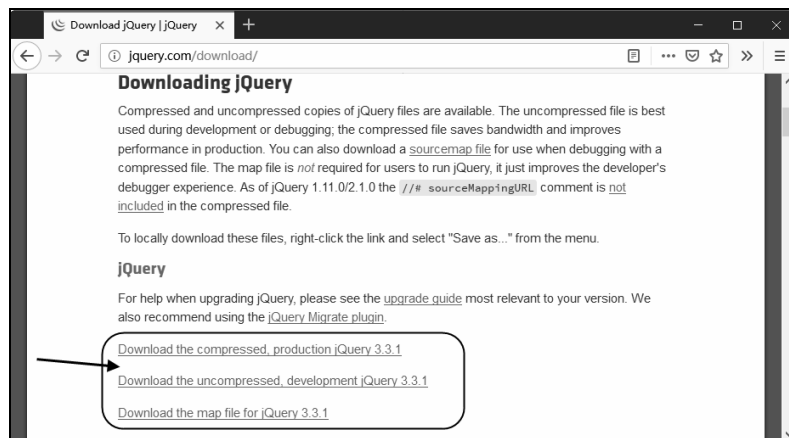 Download jQuery | jQuery
jquery.com/download/
Downloading jQuery
Compressed and uncompressed copies of jQuery files are available. The uncompressed file is best
used during development or debugging; the compressed file saves bandwidth and improves
performance in production. You can also download a sourcemap file for use when debugging with a
compressed file. The map file is not required for users to run jQuery, it just improves the developer's
debugger experience. As of jQuery 1.11.0/2.1.0 the //# sourceMappingURL comment is not
included in the compressed file.
To locally download these files, right-click the link and select "Save as..." from the menu.
jQuery
For help when upgrading jQuery, please see the upgrade guide most relevant to your version. We
also recommend using the jQuery Migrate plugin.
Download the compressed, production jQuery 3.3.1
Download the uncompressed, development jQuery 3.3.1
Download the map file for jQuery 3.3.1